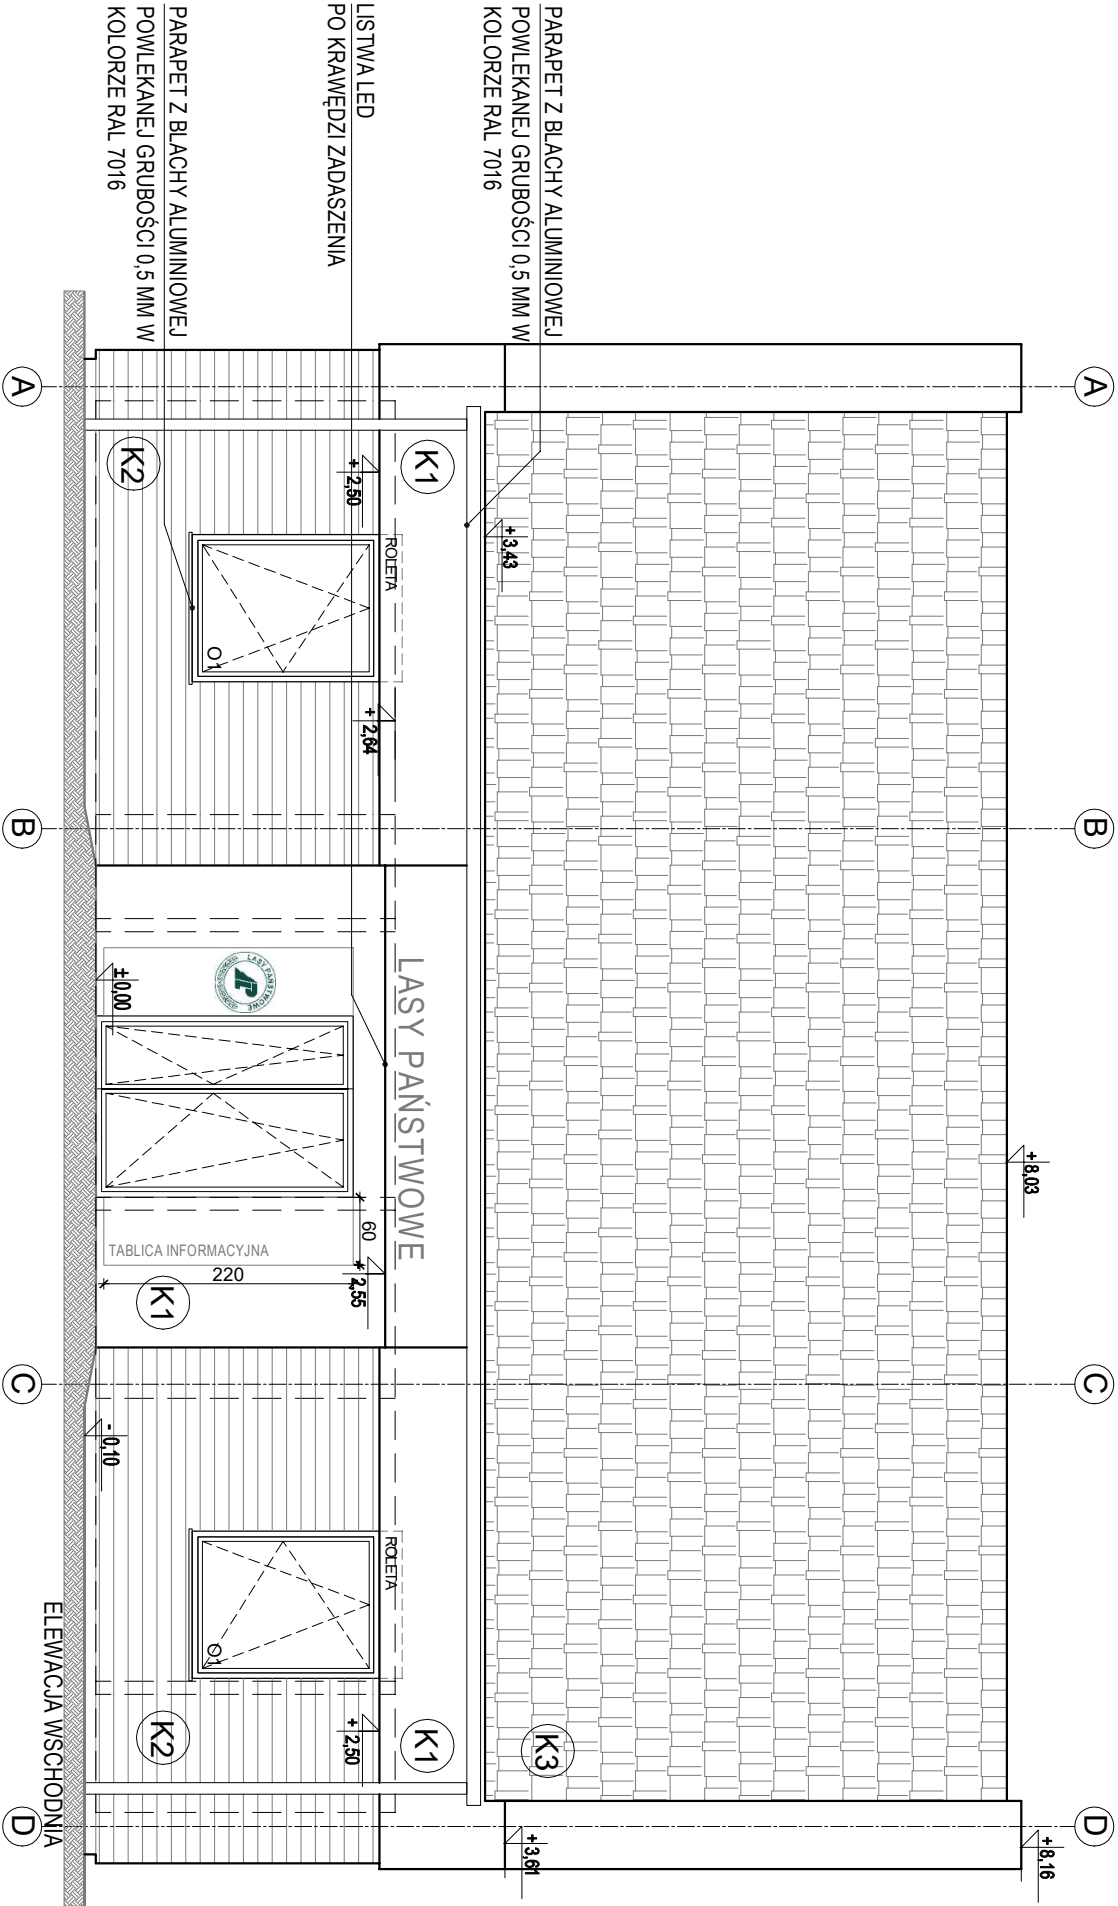 PARAPET Z BLACHY ALUMINIOWEJ
POWLEKANEJ GRUBOŚCI 0,5 MM W
KOLORZE RAL 7016
LISTWA LED
PO KRAWĘDZI ZADASZENIA
PARAPET Z BLACHY ALUMINIOWEJ
POWLEKANEJ GRUBOŚCI 0,5 MM W
KOLORZE RAL 7016
A
B
C
D
+ 8,03
+ 8,16
+ 3,43
K3
+ 3,61
K1
K1
+ 2,50
ROLETA
+ 2,64
LASY PAŃSTWOWE
ROLETA
+ 2,50
60
+ 2,55
O1
LASY PAŃSTWOWE
220
O1
K2
± 0,00
TABLICA INFORMACYJNA
K1
K2
- 0,10
A
B
C
D
ELEWACJA WSCHODNIA